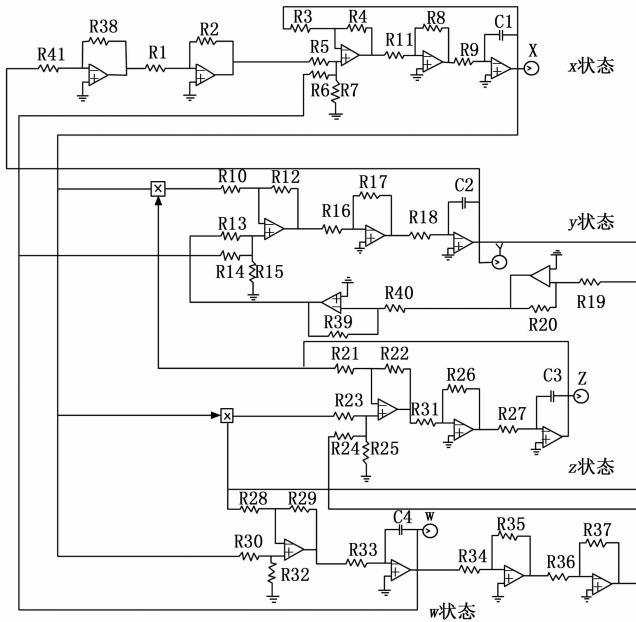 R3 R4 R8 C1
R41 R38 R1 R2 R5 R11 R9 X
R6 R7
x状态
R10 R12 R17 C2
R13 R16 R18 y状态
R14 R15 Y
R40 R19
R39 R20
R21 R22 R26 C3 Z
R23 R31 R27
R24 R25
z状态
R28 R29 C4 w R35 R37
R30 R33 R34 R36
R32
w状态